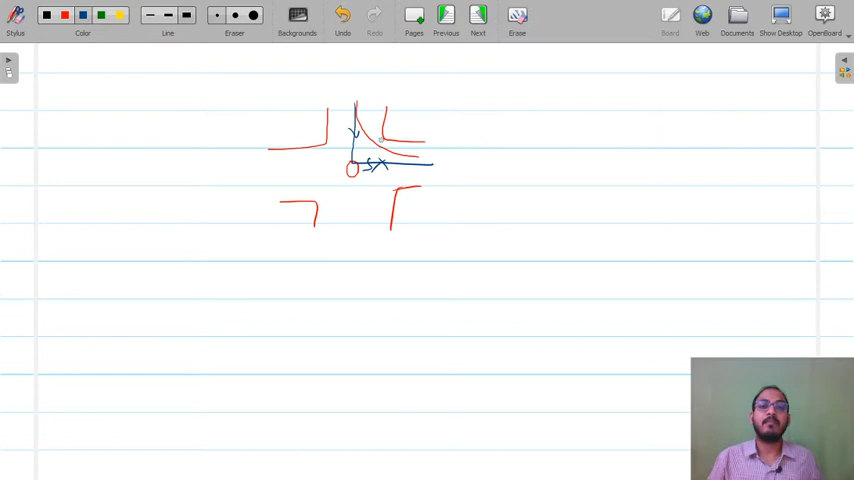 Stylus
Color
Line
Eraser
Backgrounds
Undo
Redo
Pages
Previous
Next
Erase
Board
Web
Documents
Show Desktop
OpenBoard